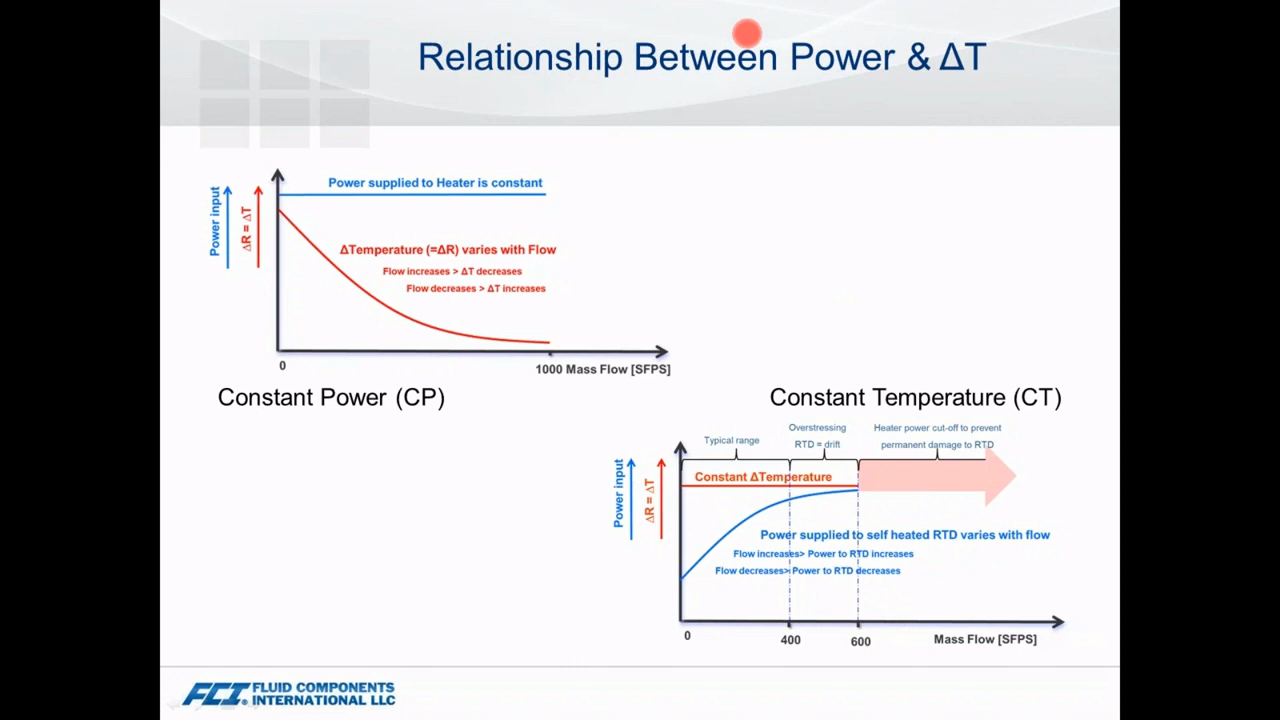 Relationship Between Power & ΔT
Power supplied to Heater is constant
Power input
ΔR = ΔT
ΔTemperature (=ΔR) varies with Flow
Flow increases > ΔT decreases
Flow decreases > ΔT increases
0
1000 Mass Flow [SFPS]
Constant Power (CP)
Constant Temperature (CT)
Typical range
Overstressing
RTD = drift
Heater power cut-off to prevent
permanent damage to RTD
Power input
ΔR = ΔT
Constant ΔTemperature
Power supplied to self heated RTD varies with flow
Flow increases> Power to RTD increases
Flow decreases> Power to RTD decreases
0
400
600
Mass Flow [SFPS]
FCI® FLUID COMPONENTS
INTERNATIONAL LLC